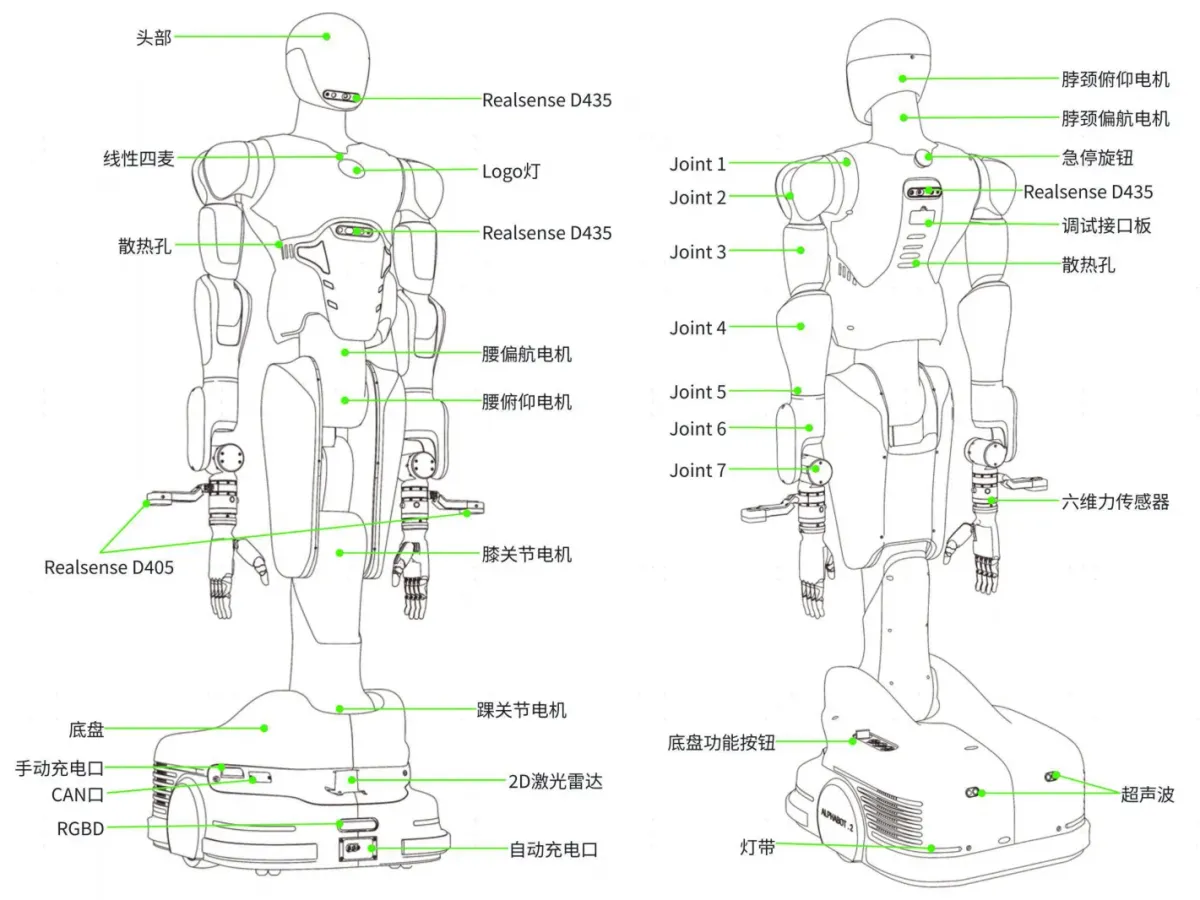 头部
Realsense D435
线性四麦
Logo灯
Realsense D435
散热孔
腰偏航电机
腰俯仰电机
Realsense D405
膝关节电机
踝关节电机
底盘
手动充电口
CAN口
2D激光雷达
RGBD
自动充电口
脖颈俯仰电机
脖颈偏航电机
Joint 1
急停旋钮
Joint 2
Realsense D435
调试接口板
Joint 3
散热孔
Joint 4
Joint 5
Joint 6
Joint 7
六维力传感器
底盘功能按钮
超声波
ALPHABOT·2
灯带